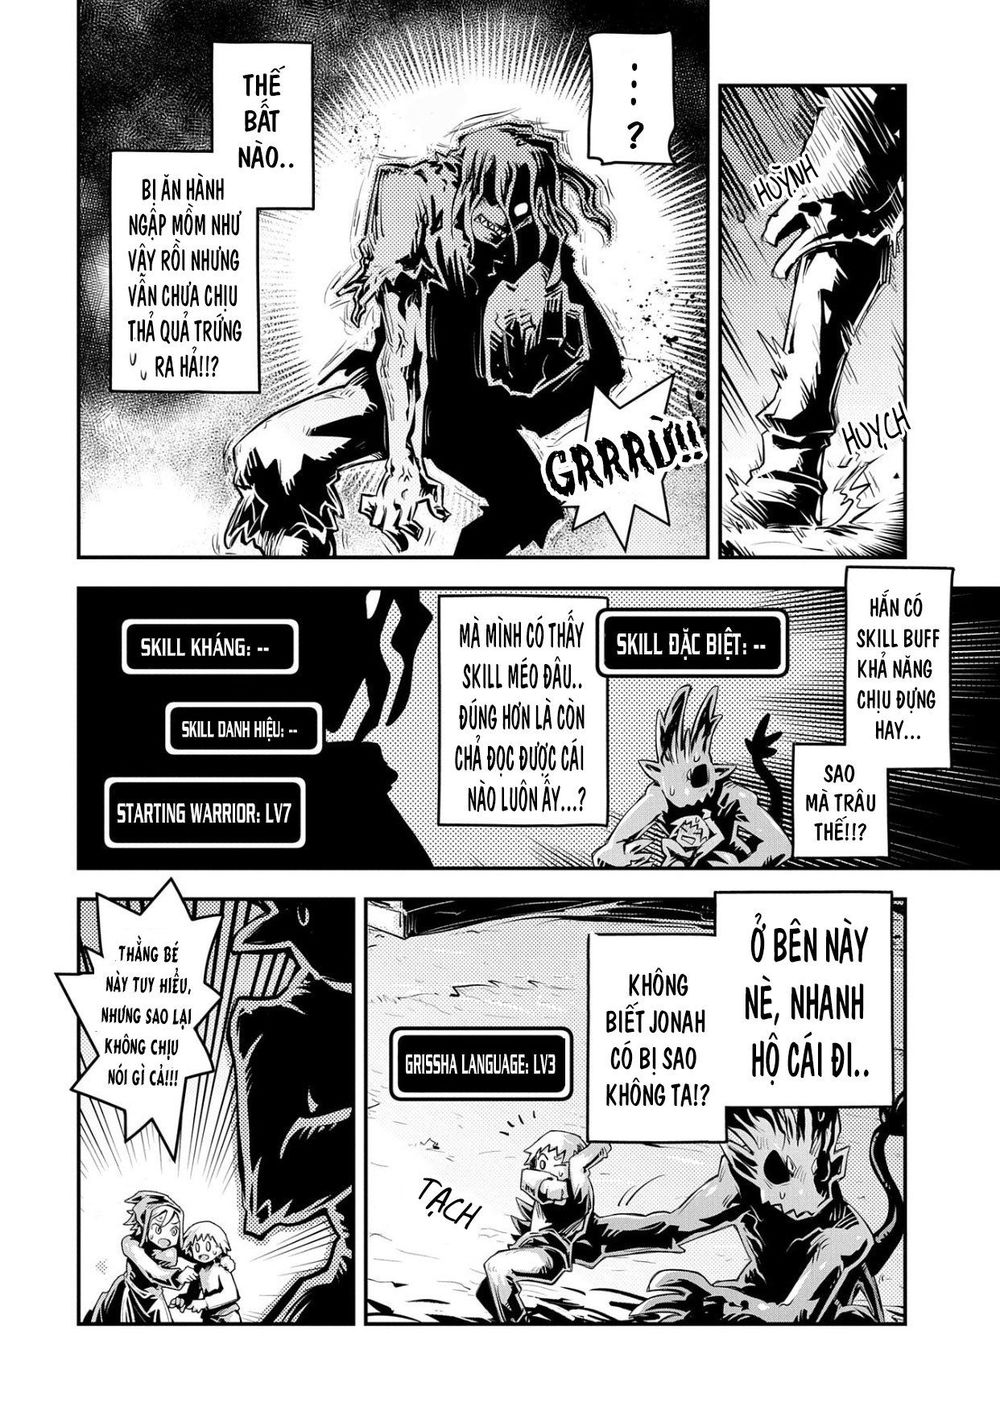 HUỲNH
HUỴCH
...?
THẾ
BẤT
NÀO..
BỊ ĂN HÀNH
NGẬP MỒM NHƯ
VẬY RỒI NHƯNG
VẪN CHƯA CHỊU
THẢ QUẢ TRỨNG
RA HẢ!!?
GRRRỪ!!
HẮN CÓ
SKILL BUFF
KHẢ NĂNG
CHỊU ĐỰNG
HAY...
SAO
MÀ TRÂU
THẾ!!?
SKILL ĐẶC BIỆT: --
MÀ MÌNH CÓ THẤY
SKILL MÉO ĐÂU..
ĐÚNG HƠN LÀ CÒN
CHẢ ĐỌC ĐƯỢC CÁI
NÀO LUÔN ẤY...?
SKILL KHÁNG: --
SKILL DANH HIỆU: --
STARTING WARRIOR: LV7
Ở BÊN NÀY
NÈ, NHANH
HỘ CÁI ĐI..
KHÔNG
BIẾT JONAH
CÓ BỊ SAO
KHÔNG TA!?
GRISSHA LANGUAGE: LV3
TẠCH
THẰNG BÉ
NÀY TUY HIỂU,
NHƯNG SAO LẠI
KHÔNG CHỊU
NÓI GÌ CẢ!!!